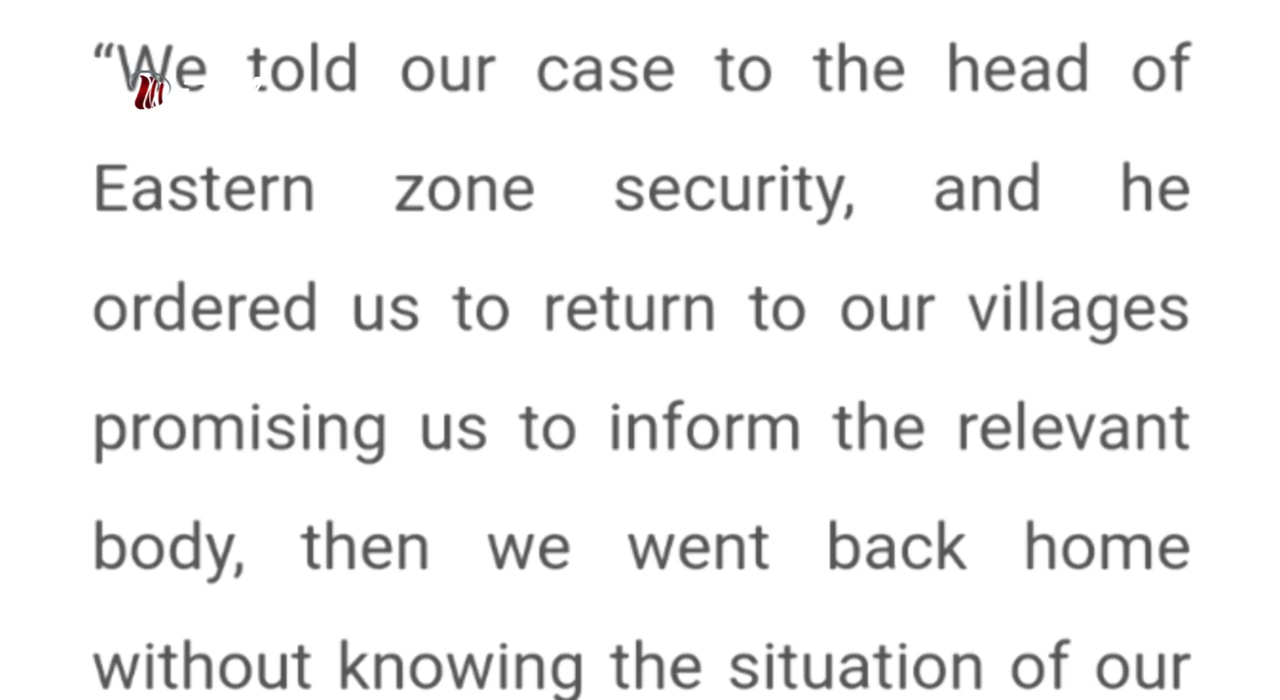 “We told our case to the head of
Eastern zone security, and he
ordered us to return to our villages
promising us to inform the relevant
body, then we went back home
without knowing the situation of our